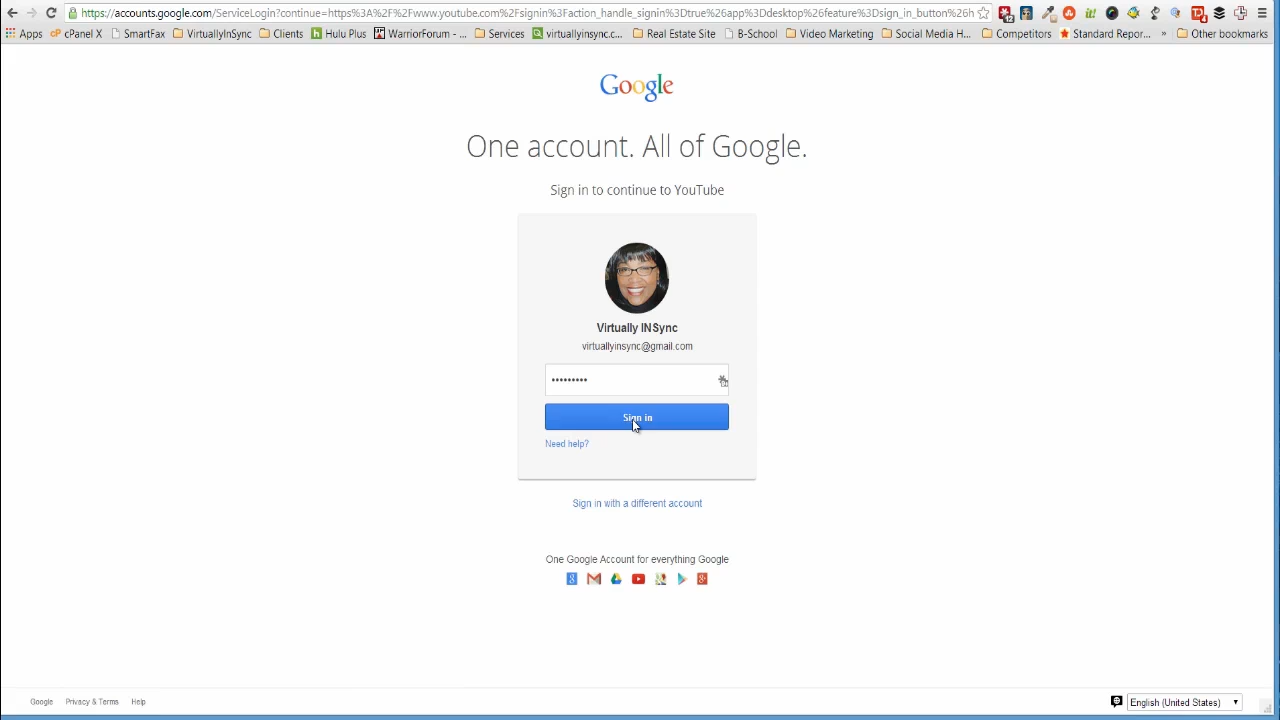 https://accounts.google.com/ServiceLogin?continue=https%3A%2F%2Fwww.youtube.com%2Fsignin%3Faction_handle_signin%3Dtrue%26app%3Ddesktop%26feature%3Dsign_in_button%26h
Apps cPanel X SmartFax VirtuallyInSync Clients Hulu Plus WarriorForum - ... Services virtuallyinsync.c... Real Estate Site B-School Video Marketing Social Media H... Competitors Standard Repor... » Other bookmarks
Google
One account. All of Google.
Sign in to continue to YouTube
Virtually INSync
virtuallyinsync@gmail.com
•••••••••
Sign in
Need help?
Sign in with a different account
One Google Account for everything Google
Google Privacy & Terms Help
English (United States)